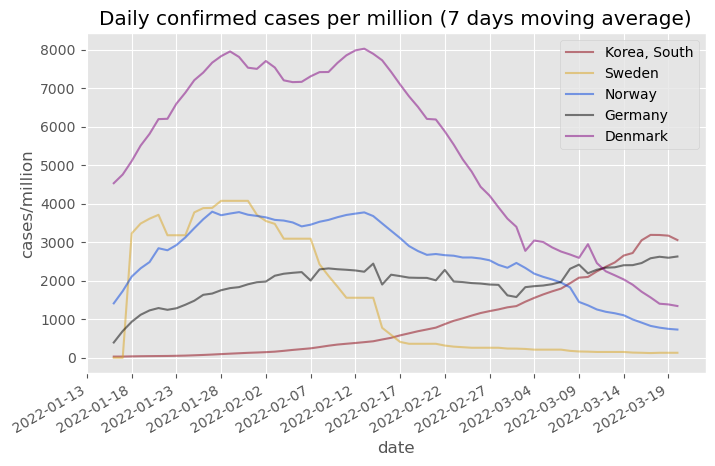 Daily confirmed cases per million (7 days moving average)
Korea, South
Sweden
Norway
Germany
Denmark
8000
7000
6000
5000
4000
3000
2000
1000
0
cases/million
2022-01-13
2022-01-18
2022-01-23
2022-01-28
2022-02-02
2022-02-07
2022-02-12
2022-02-17
2022-02-22
2022-02-27
2022-03-04
2022-03-09
2022-03-14
2022-03-19
date